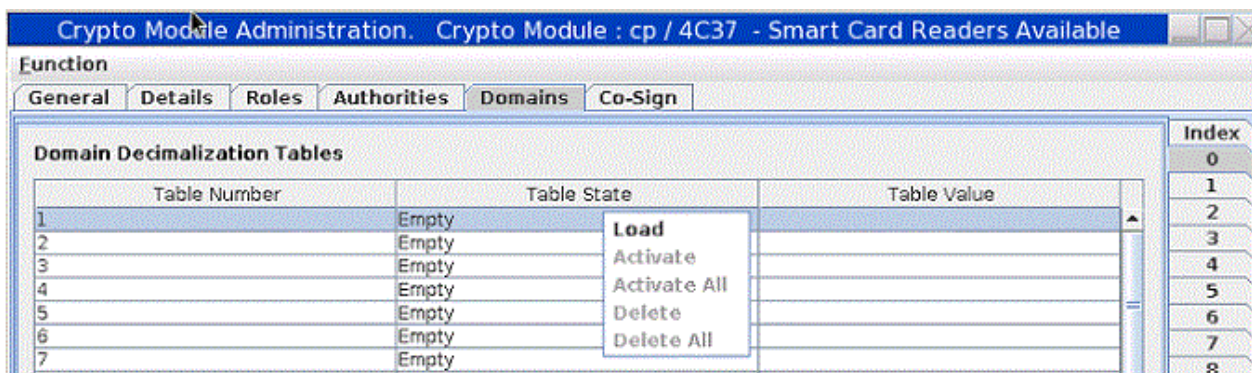 Crypto Module Administration. Crypto Module : cp / 4C37 - Smart Card Readers Available
Function
General Details Roles Authorities Domains Co-Sign
Index
Domain Decimalization Tables
0
Table Number Table State Table Value
1
1 Empty
2
Load
2 Empty
3
Activate
3 Empty
4
Activate All
4 Empty
5
Delete
5 Empty
6
Delete All
6 Empty
7
7 Empty
8